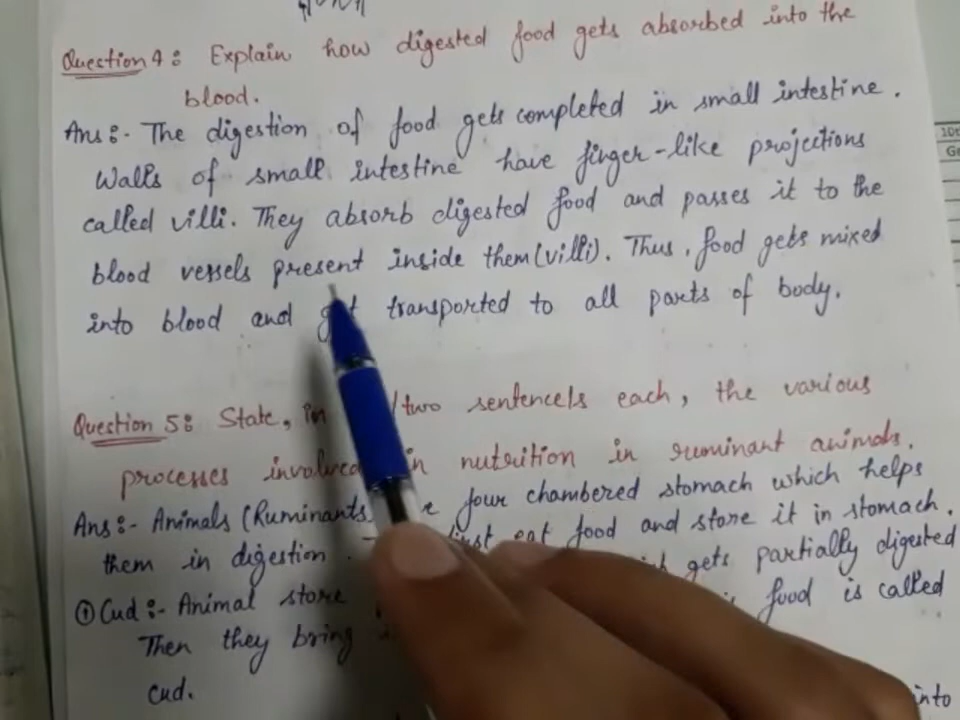 Question 4: Explain how digested food gets absorbed into the
blood.
Ans:- The digestion of food gets completed in small intestine.
Walls of small intestine have finger-like projections
called villi. They absorb digested food and passes it to the
blood vessels present inside them (villi). Thus, food gets mixed
into blood and get transported to all parts of body.
Question 5: State, in /two sentencels each, the various
processes involved in nutrition in ruminant animals.
Ans:- Animals (Ruminants) four chambered stomach which helps
them in digestion. first eat food and store it in stomach.
① Cud:- Animal store gets partially digested
Then they bring food is called
cud.
into